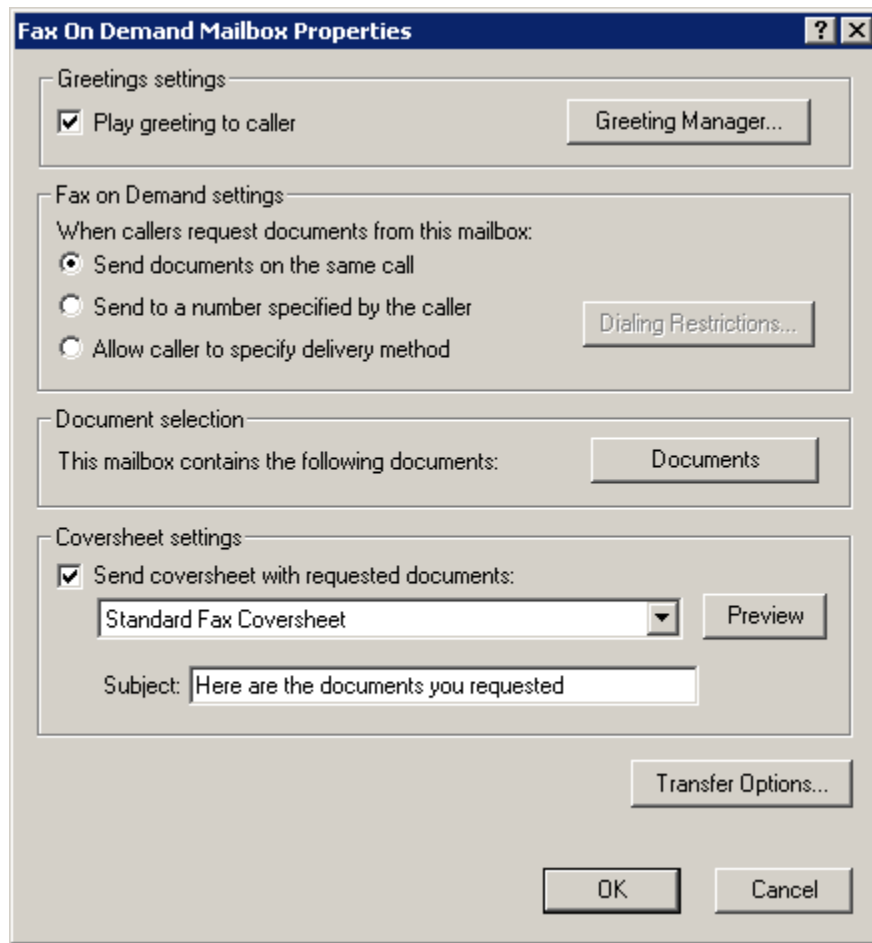 Fax On Demand Mailbox Properties
Greetings settings
Play greeting to caller
Greeting Manager...
Fax on Demand settings
When callers request documents from this mailbox:
Send documents on the same call
Send to a number specified by the caller
Dialing Restrictions...
Allow caller to specify delivery method
Document selection
This mailbox contains the following documents:
Documents
Coversheet settings
Send coversheet with requested documents:
Standard Fax Coversheet
Preview
Subject: Here are the documents you requested
Transfer Options...
OK
Cancel